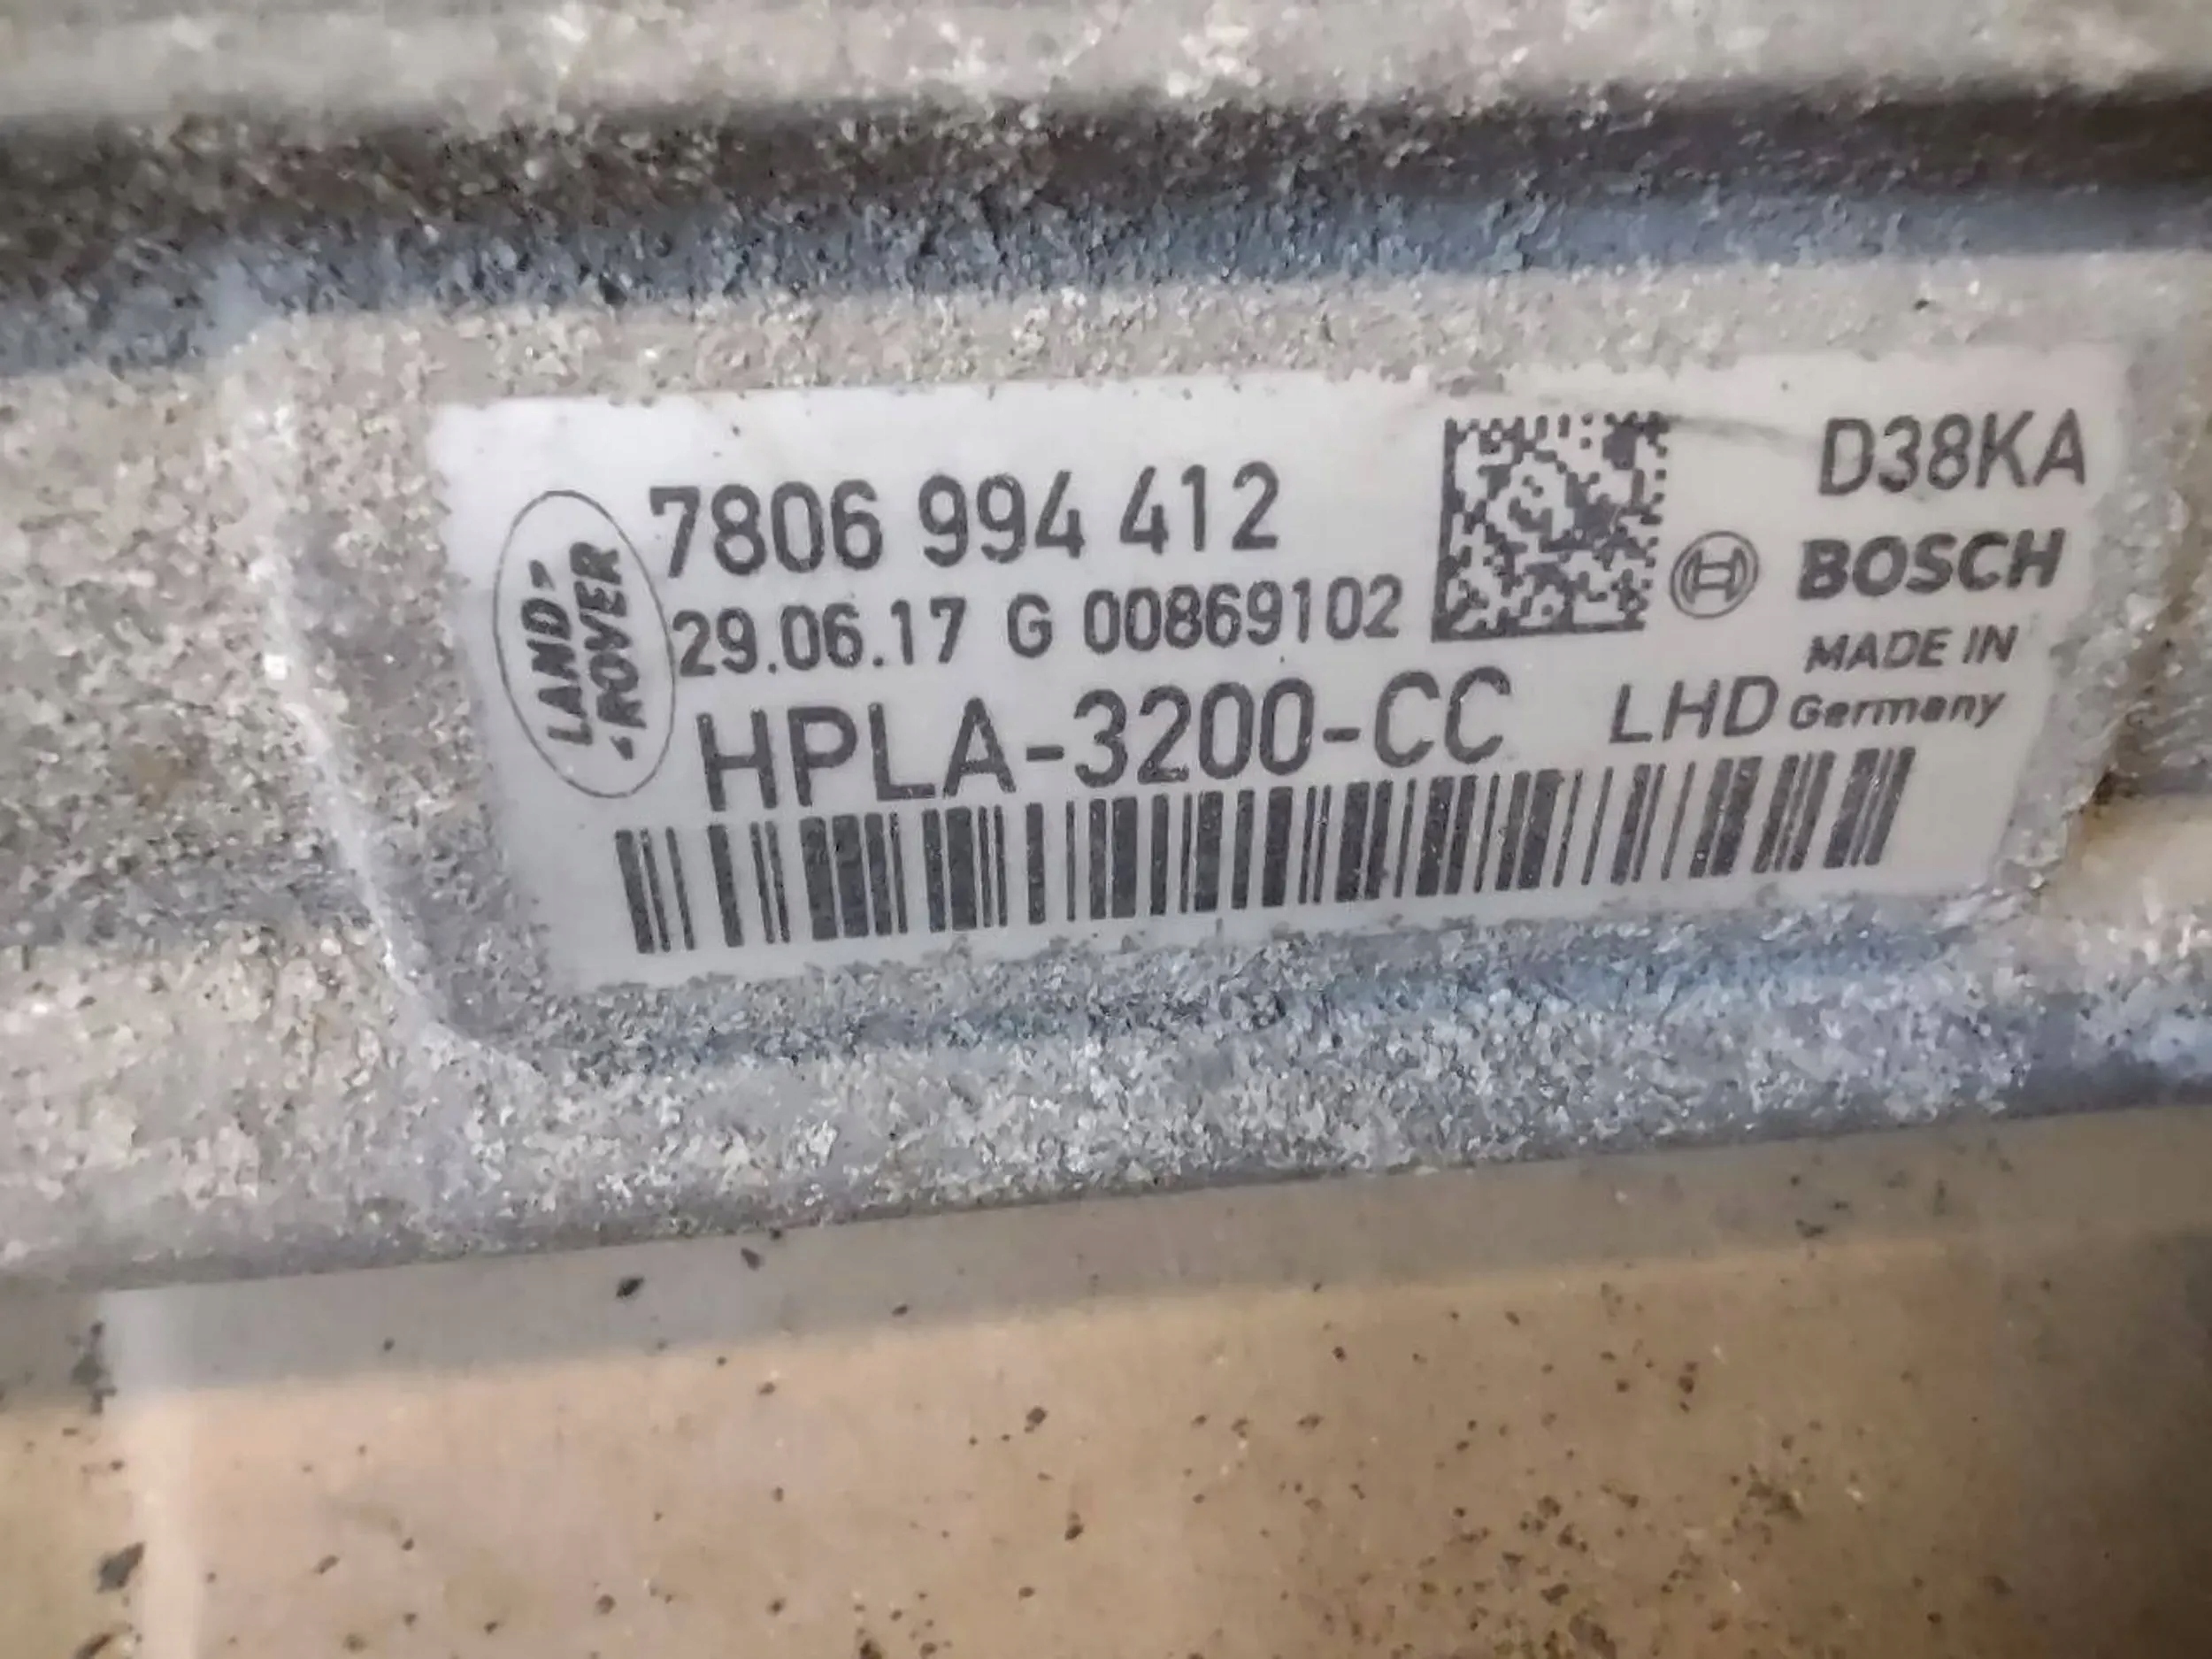 LAND-
-ROVER
7806 994 412
29.06.17 G 00869102
HPLA-3200-CC LHD
D38KA
BOSCH
MADE IN
Germany